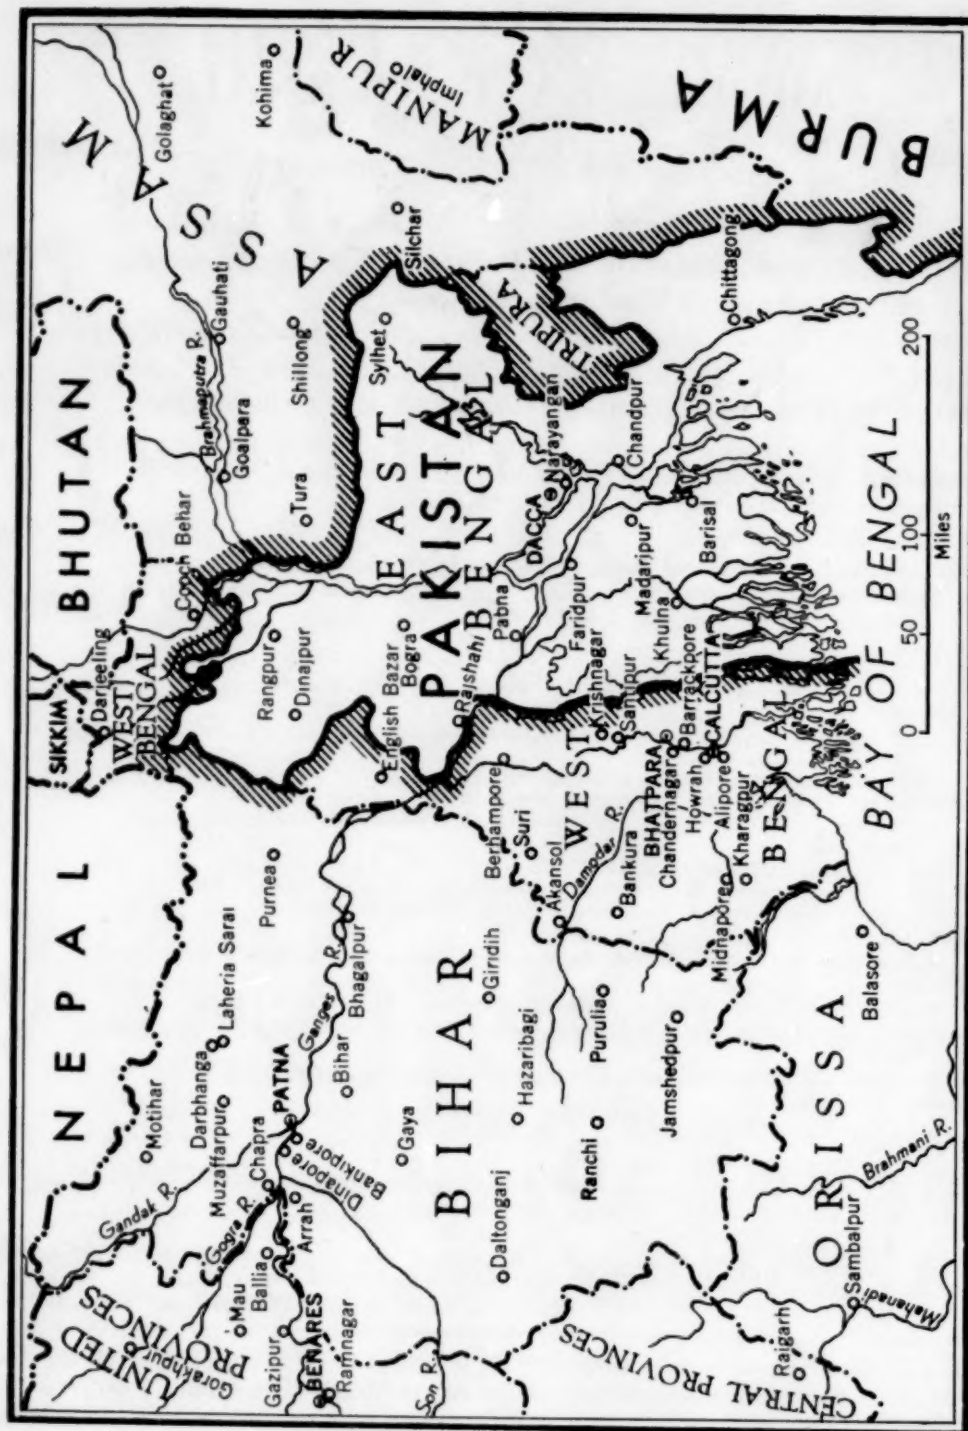 NEPAL
SIKKIM
BHUTAN
Darjeeling
WEST
BENGAL
Cooch Behar
ASSAM
Brahmaputra R.
Goalpara
Gauhati
Golaghat
Kohima
MANIPUR
Imphal
BURMA
Shillong
Tura
Silchar
Sylhet
TRIPURA
UNITED
PROVINCES
Gorakhpur
Gandak R.
Gogra R.
Motihar
Darbhanga
Laheria Sarai
Muzaffarpur
Purnea
Mau
Ballia
Gazipur
BENARES
Ramnagar
Chapra
Arrah
PATNA
Bankipore
Dinapore
Ganges R.
Bihar
Bhagalpur
Gaya
Son R.
BIHAR
Daltonganj
Hazaribagi
Giridih
Ranchi
Purulia
Jamshedpur
Rangpur
Dinajpur
English Bazar
Bogra
EAST
PAKISTAN
BENGAL
Rajshahi
Pabna
DACCA
Narayangan
Faridpur
Chandpur
Madaripur
Khulna
Barisal
Chittagong
Berhampore
Suri
Akansol
WEST
BENGAL
Damodar R.
Bankura
Krishnagar
Santipur
BHATPARA
Chandernagar
Barrackpore
Howrah
CALCUTTA
Alipore
Midnapore
Kharagpur
CENTRAL PROVINCES
Raigarh
Sambalpur
Mahanadi
ORISSA
Brahmani R.
Balasore
BAY OF BENGAL
0 50 100 200
Miles